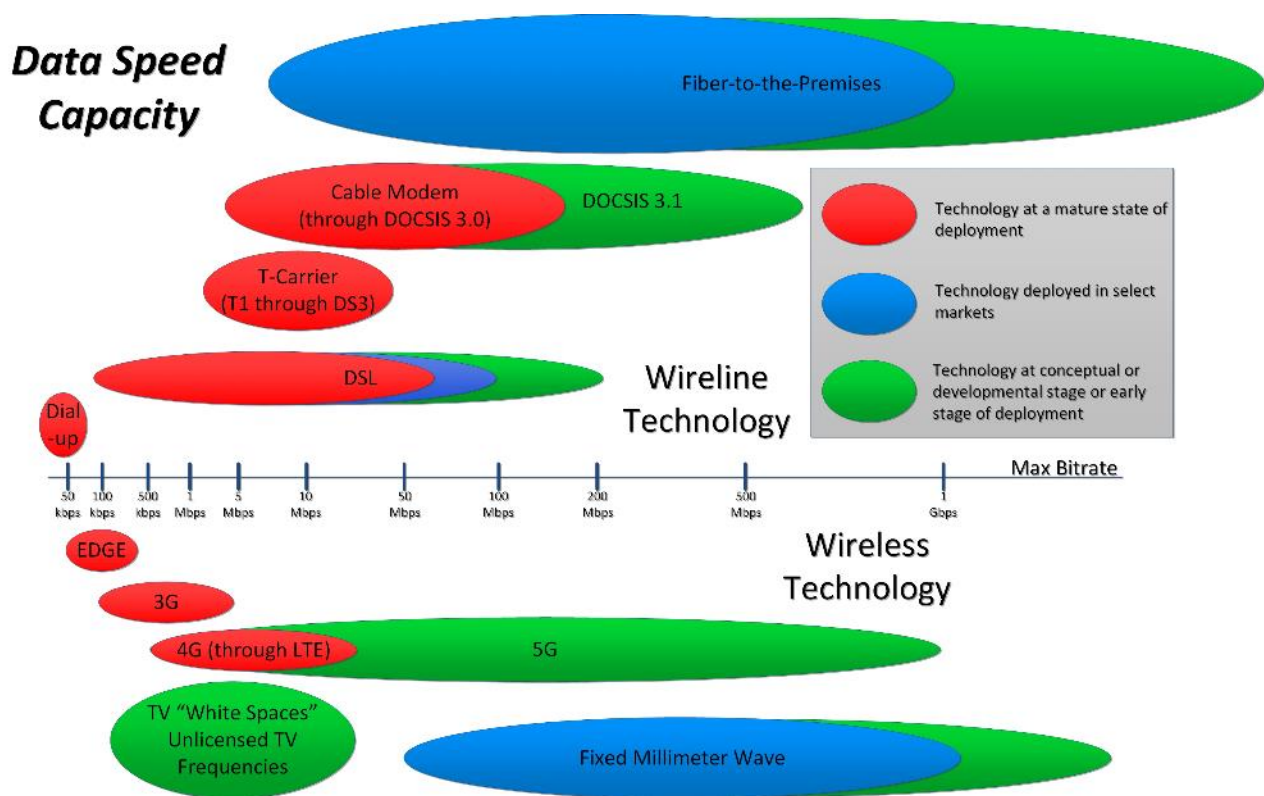 Data Speed
Capacity
Fiber-to-the-Premises
Cable Modem
(through DOCSIS 3.0)
DOCSIS 3.1
T-Carrier
(T1 through DS3)
DSL
Dial
-up
Wireline
Technology
Technology at a mature state of
deployment
Technology deployed in select
markets
Technology at conceptual or
developmental stage or early
stage of deployment
Max Bitrate
50
kbps
100
kbps
500
kbps
1
Mbps
5
Mbps
10
Mbps
50
Mbps
100
Mbps
200
Mbps
500
Mbps
1
Gbps
Wireless
Technology
EDGE
3G
4G (through LTE)
5G
TV “White Spaces”
Unlicensed TV
Frequencies
Fixed Millimeter Wave